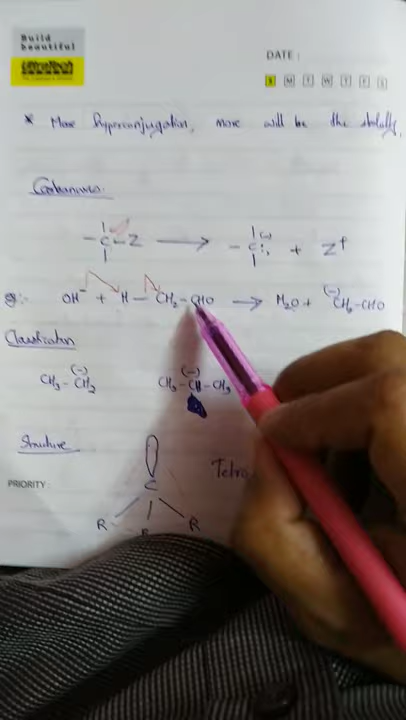 Build
beautiful
DATE :
S M T W T F S
* More hyperconjugation, more will be the
Carbanions.
-C-Z → -C: (-) + Z⁺
eg:- OH⁻ + H - CH₂-CHO → H₂O + (-)CH₂-CHO
Classification
CH₃-CH₂ (-) CH₃-CH-CH₃ (-)
Structure
PRIORITY : C Tetra
R R R